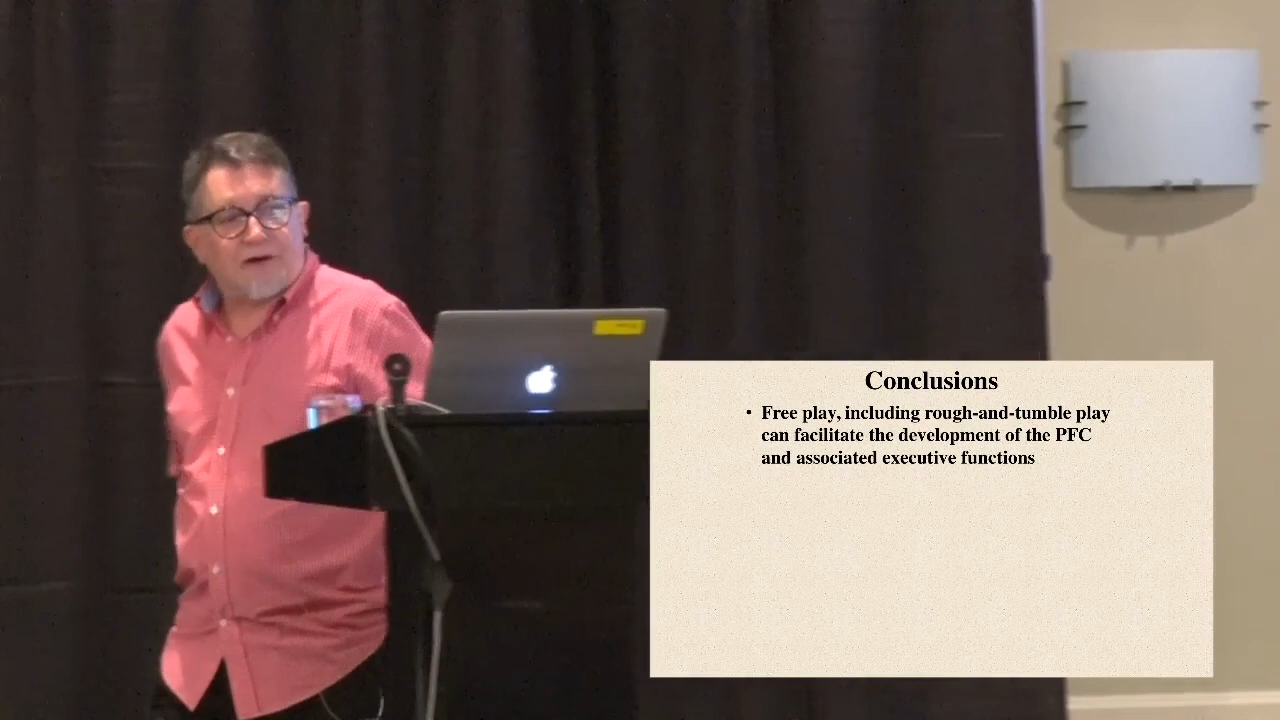 Conclusions
• Free play, including rough-and-tumble play
can facilitate the development of the PFC
and associated executive functions